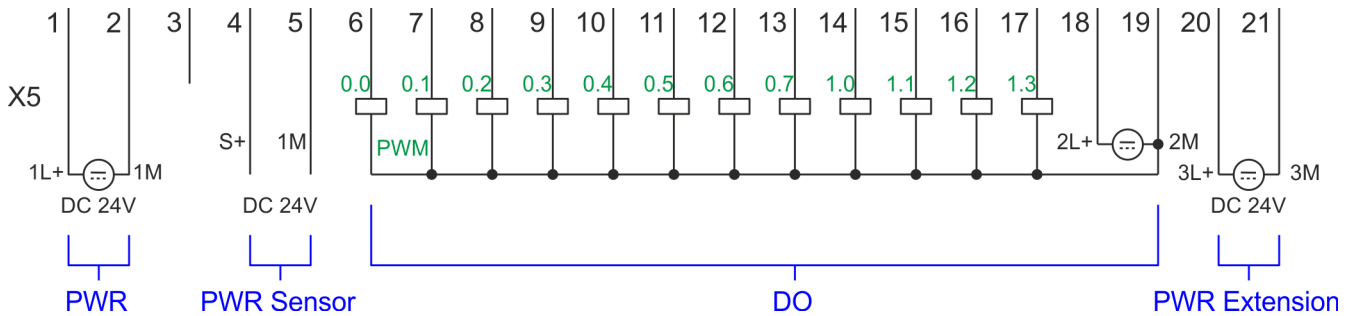 1 2 3 4 5 6 7 8 9 10 11 12 13 14 15 16 17 18 19 20 21
0.0 0.1 0.2 0.3 0.4 0.5 0.6 0.7 1.0 1.1 1.2 1.3
X5
S+ 1M PWM 2L+ 2M
1L+ 1M 3L+ 3M
DC 24V DC 24V DC 24V
PWR PWR Sensor DO PWR Extension